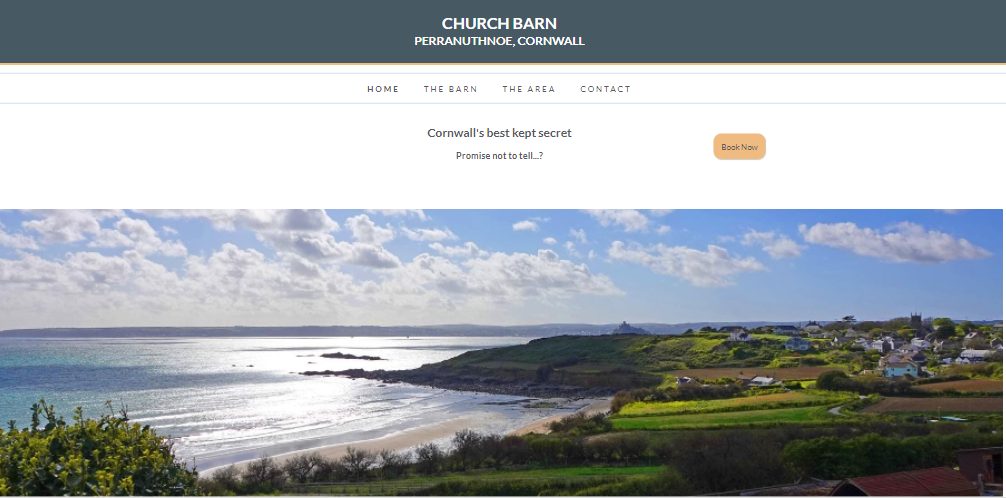 CHURCH BARN
PERRANUTHNOE, CORNWALL
HOME THE BARN THE AREA CONTACT
Cornwall's best kept secret
Promise not to tell...?
Book Now